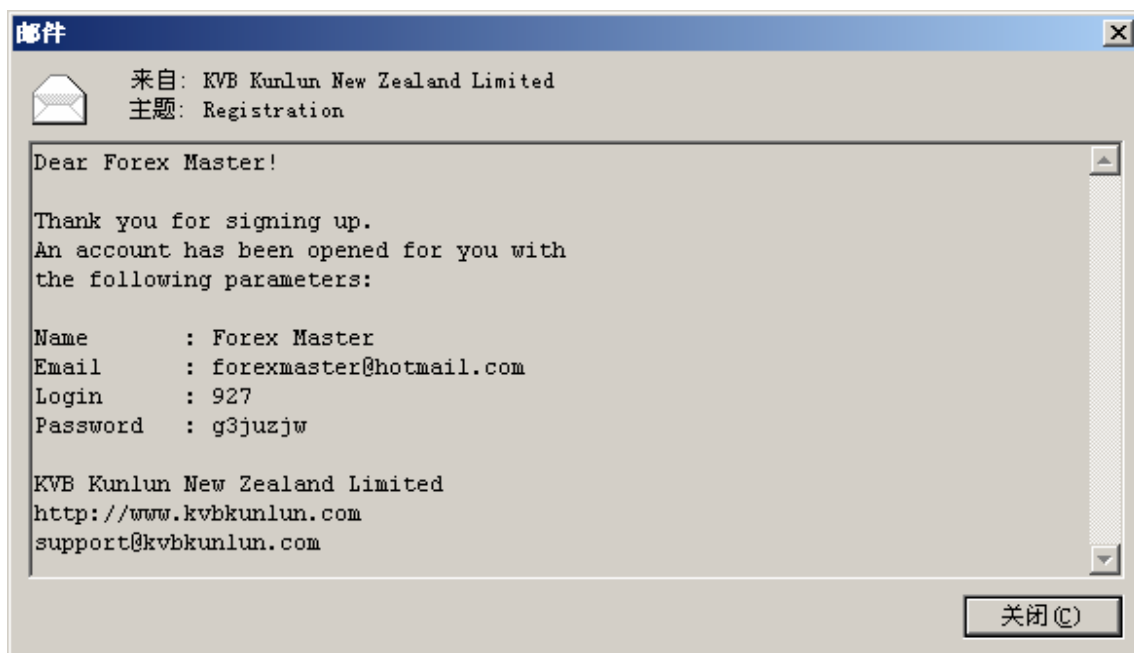 邮件
来自: KVB Kunlun New Zealand Limited
主题: Registration
Dear Forex Master!
Thank you for signing up.
An account has been opened for you with
the following parameters:
Name : Forex Master
Email : forexmaster@hotmail.com
Login : 927
Password : g3juzjw
KVB Kunlun New Zealand Limited
http://www.kvbkunlun.com
support@kvbkunlun.com
关闭(C)